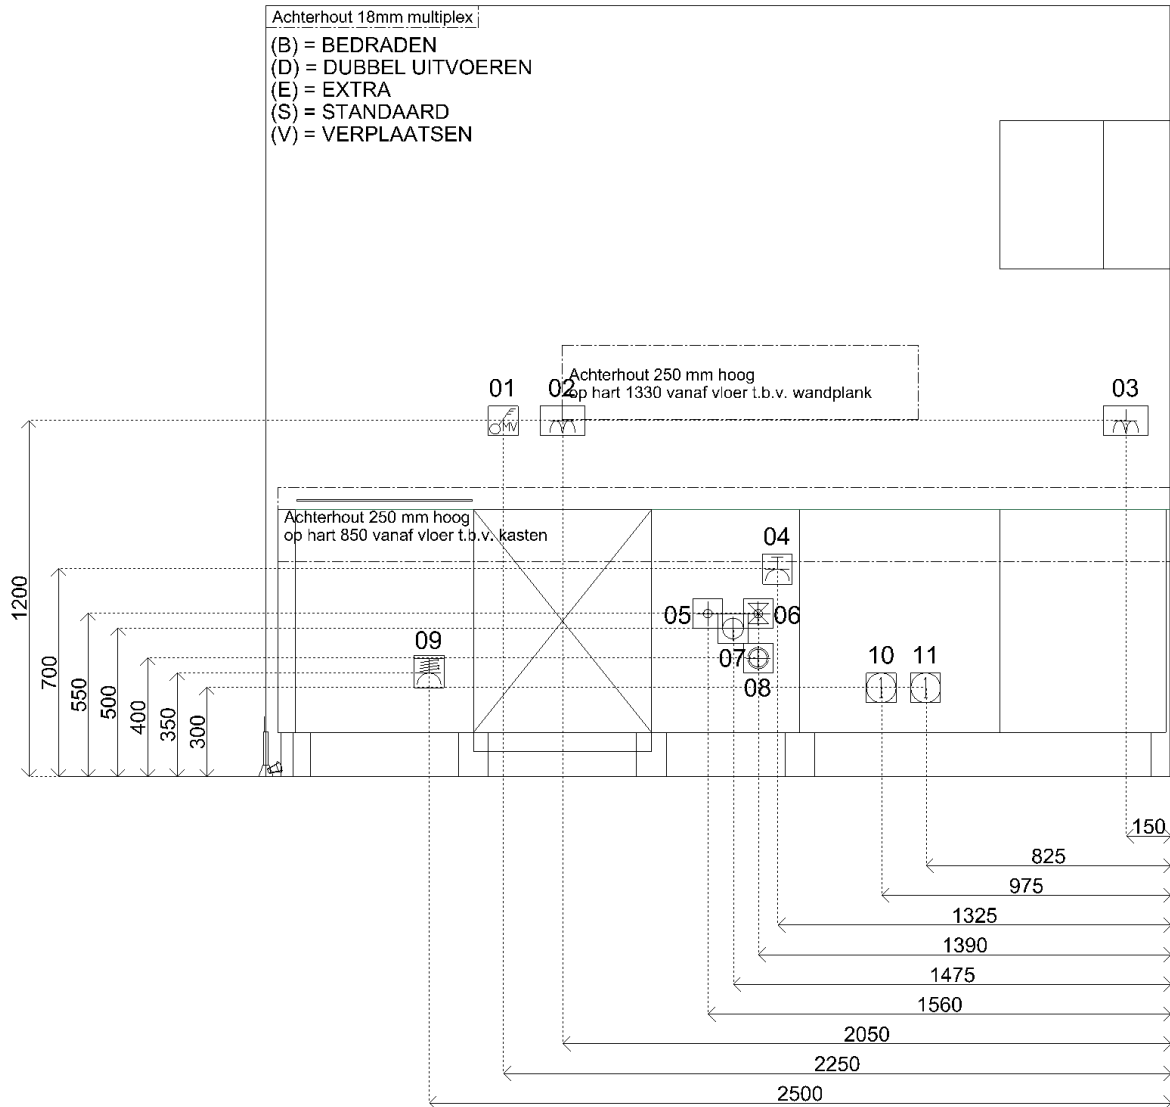 Achterhout 18mm multiplex
(B) = BEDRADEN
(D) = DUBBEL UITVOEREN
(E) = EXTRA
(S) = STANDAARD
(V) = VERPLAATSEN
Achterhout 250 mm hoog
op hart 1330 vanaf vloer t.b.v. wandplank
01
02
03
MV
Achterhout 250 mm hoog
op hart 850 vanaf vloer t.b.v. kasten
04
05
06
07
08
09
10
11
1200
700
550
500
400
350
300
150
825
975
1325
1390
1475
1560
2050
2250
2500